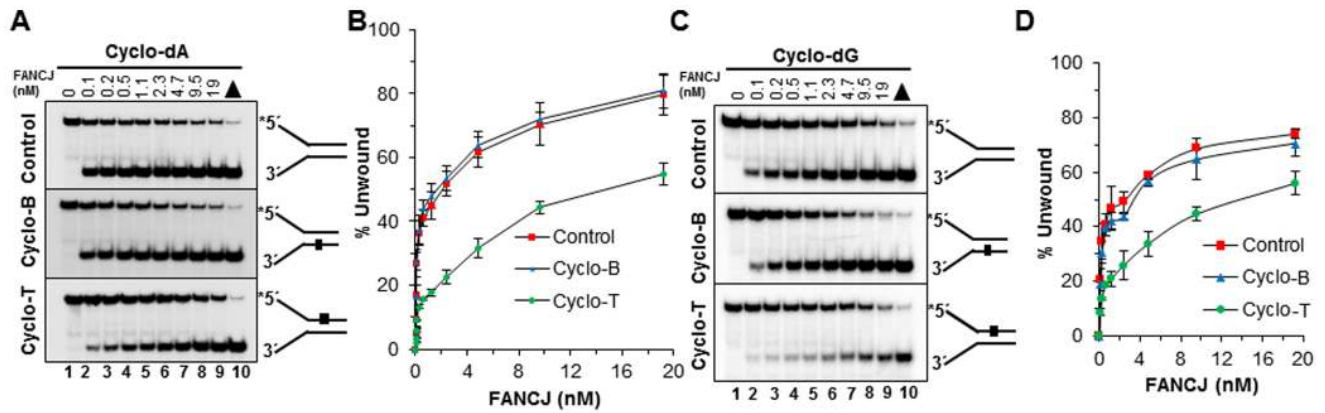 A
Cyclo-dA
FANCJ
(nM)
0 0.1 0.2 0.5 1.1 2.3 4.7 9.5 19
Control
Cyclo-B
Cyclo-T
*5´
3´
*5´
3´
*5´
3´
1 2 3 4 5 6 7 8 9 10
B
% Unwound
100
80
60
40
20
0
Control
Cyclo-B
Cyclo-T
0 4 8 12 16 20
FANCJ (nM)
C
Cyclo-dG
FANCJ
(nM)
0 0.1 0.2 0.5 1.1 2.3 4.7 9.5 19
Control
Cyclo-B
Cyclo-T
*5´
3´
*5´
3´
*5´
3´
1 2 3 4 5 6 7 8 9 10
D
% Unwound
100
80
60
40
20
0
Control
Cyclo-B
Cyclo-T
0 4 8 12 16 20
FANCJ (nM)